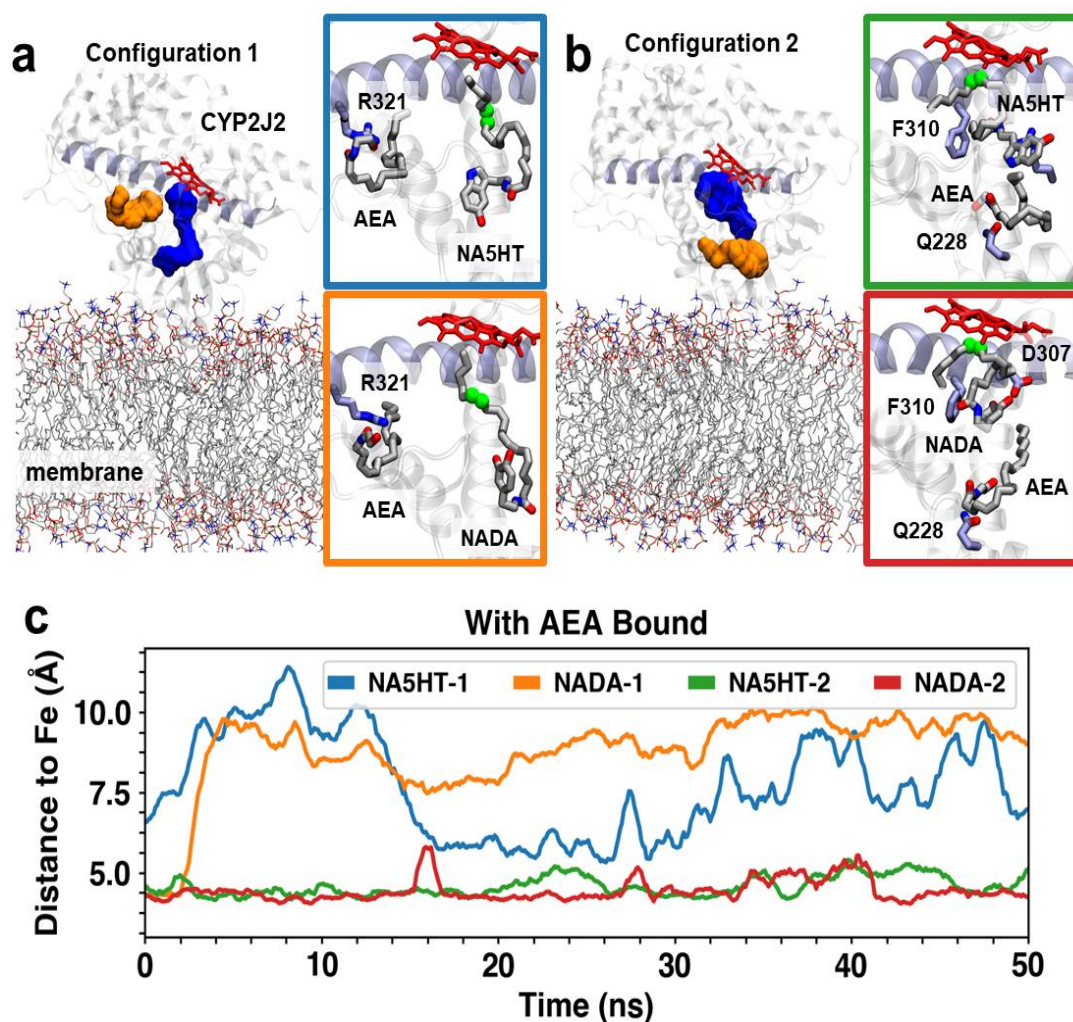 a
Configuration 1
CYP2J2
membrane
R321
AEA
NA5HT
R321
AEA
NADA
b
Configuration 2
NA5HT
F310
AEA
Q228
D307
F310
NADA
AEA
Q228
c
With AEA Bound
NA5HT-1 NADA-1 NA5HT-2 NADA-2
Distance to Fe (Å)
10.0
7.5
5.0
0 10 20 30 40 50
Time (ns)